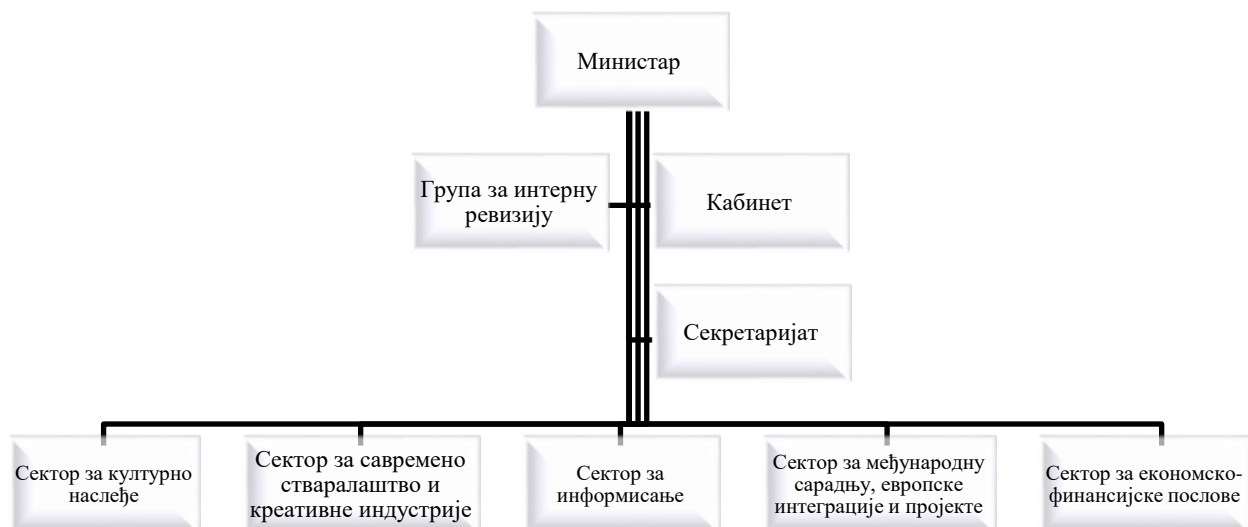 Министар
Група за интерну
ревизију
Кабинет
Секретаријат
Сектор за културно
наслеђе
Сектор за савремено
стваралаштво и
креативне индустрије
Сектор за
информисање
Сектор за међународну
сарадњу, европске
интеграције и пројекте
Сектор за економско-
финансијске послове